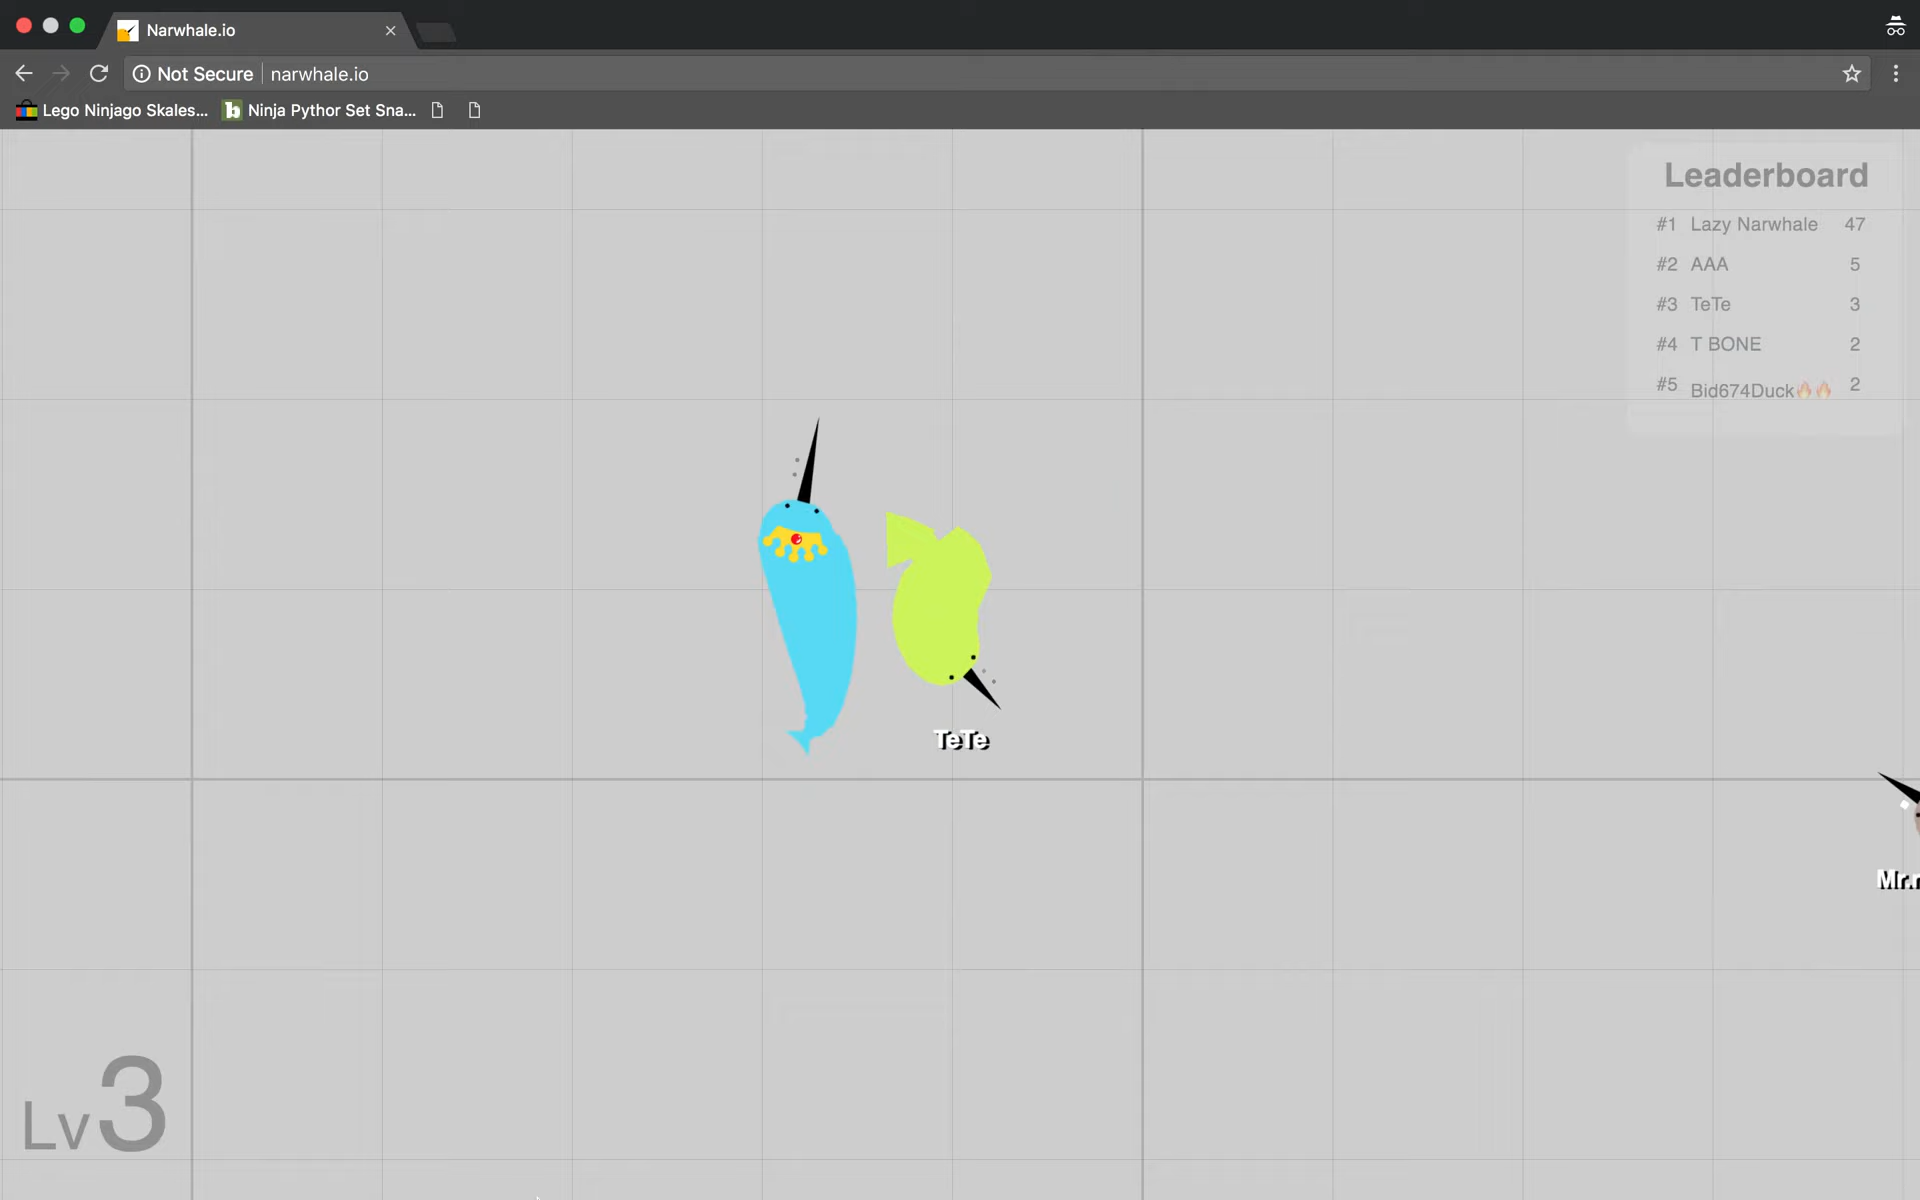 Narwhale.io
Not Secure narwhale.io
Lego Ninjago Skales... Ninja Pythor Set Sna...
Leaderboard
#1 Lazy Narwhale 47
#2 AAA 5
#3 TeTe 3
#4 T BONE 2
#5 Bid674Duck🔥🔥 2
TeTe
Lv3